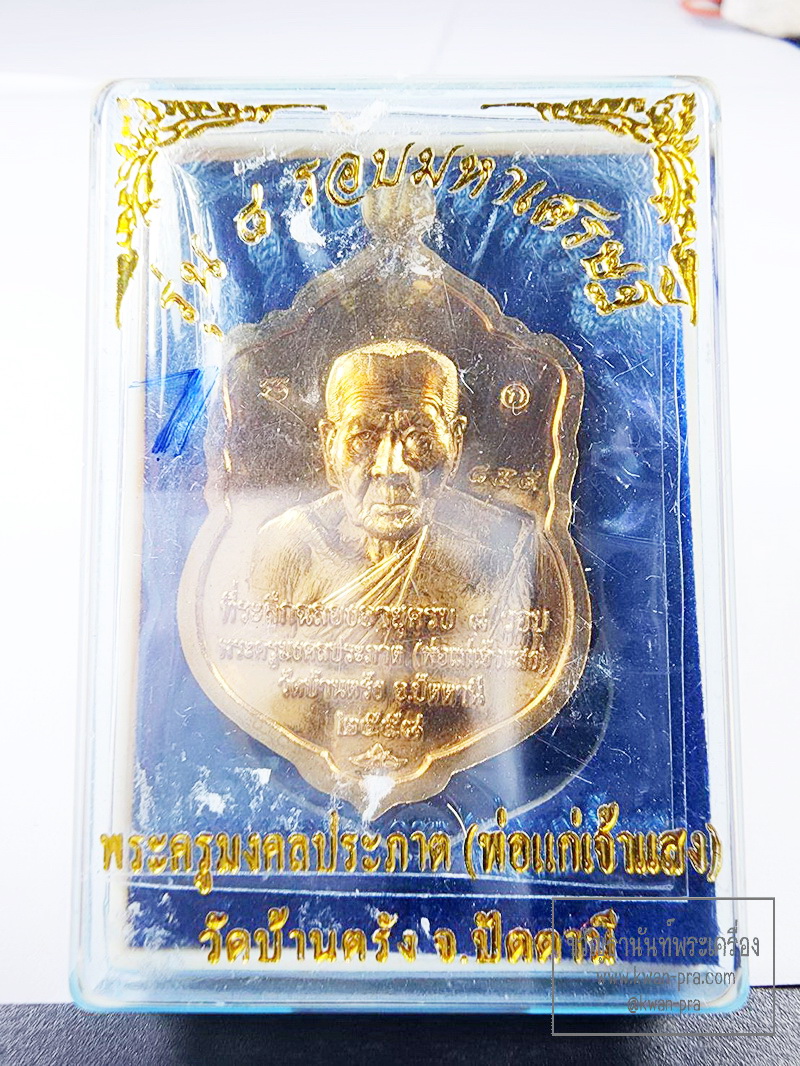 รุ่น ๘ รอบมหาเศรษฐี
๑
๘๕๔
ที่ระลึกฉลองอายุครบ ๘ รอบ
พระครูมงคลประภาต (พ่อแก่เจ้าแสง)
วัดบ้านตรัง จ.ปัตตานี
๒๕๕๗
พระครูมงคลประภาต (พ่อแก่เจ้าแสง)
วัดบ้านตรัง จ.ปัตตานี
www.kwan-pra.com
@kwan-pra